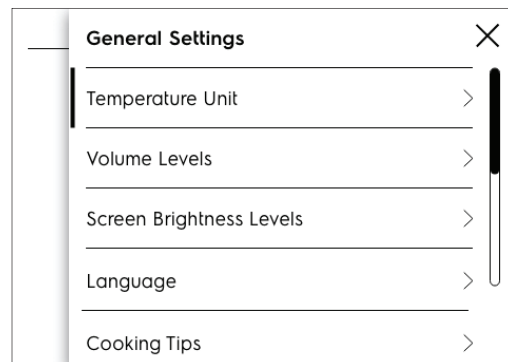 General Settings
Temperature Unit
Volume Levels
Screen Brightness Levels
Language
Cooking Tips